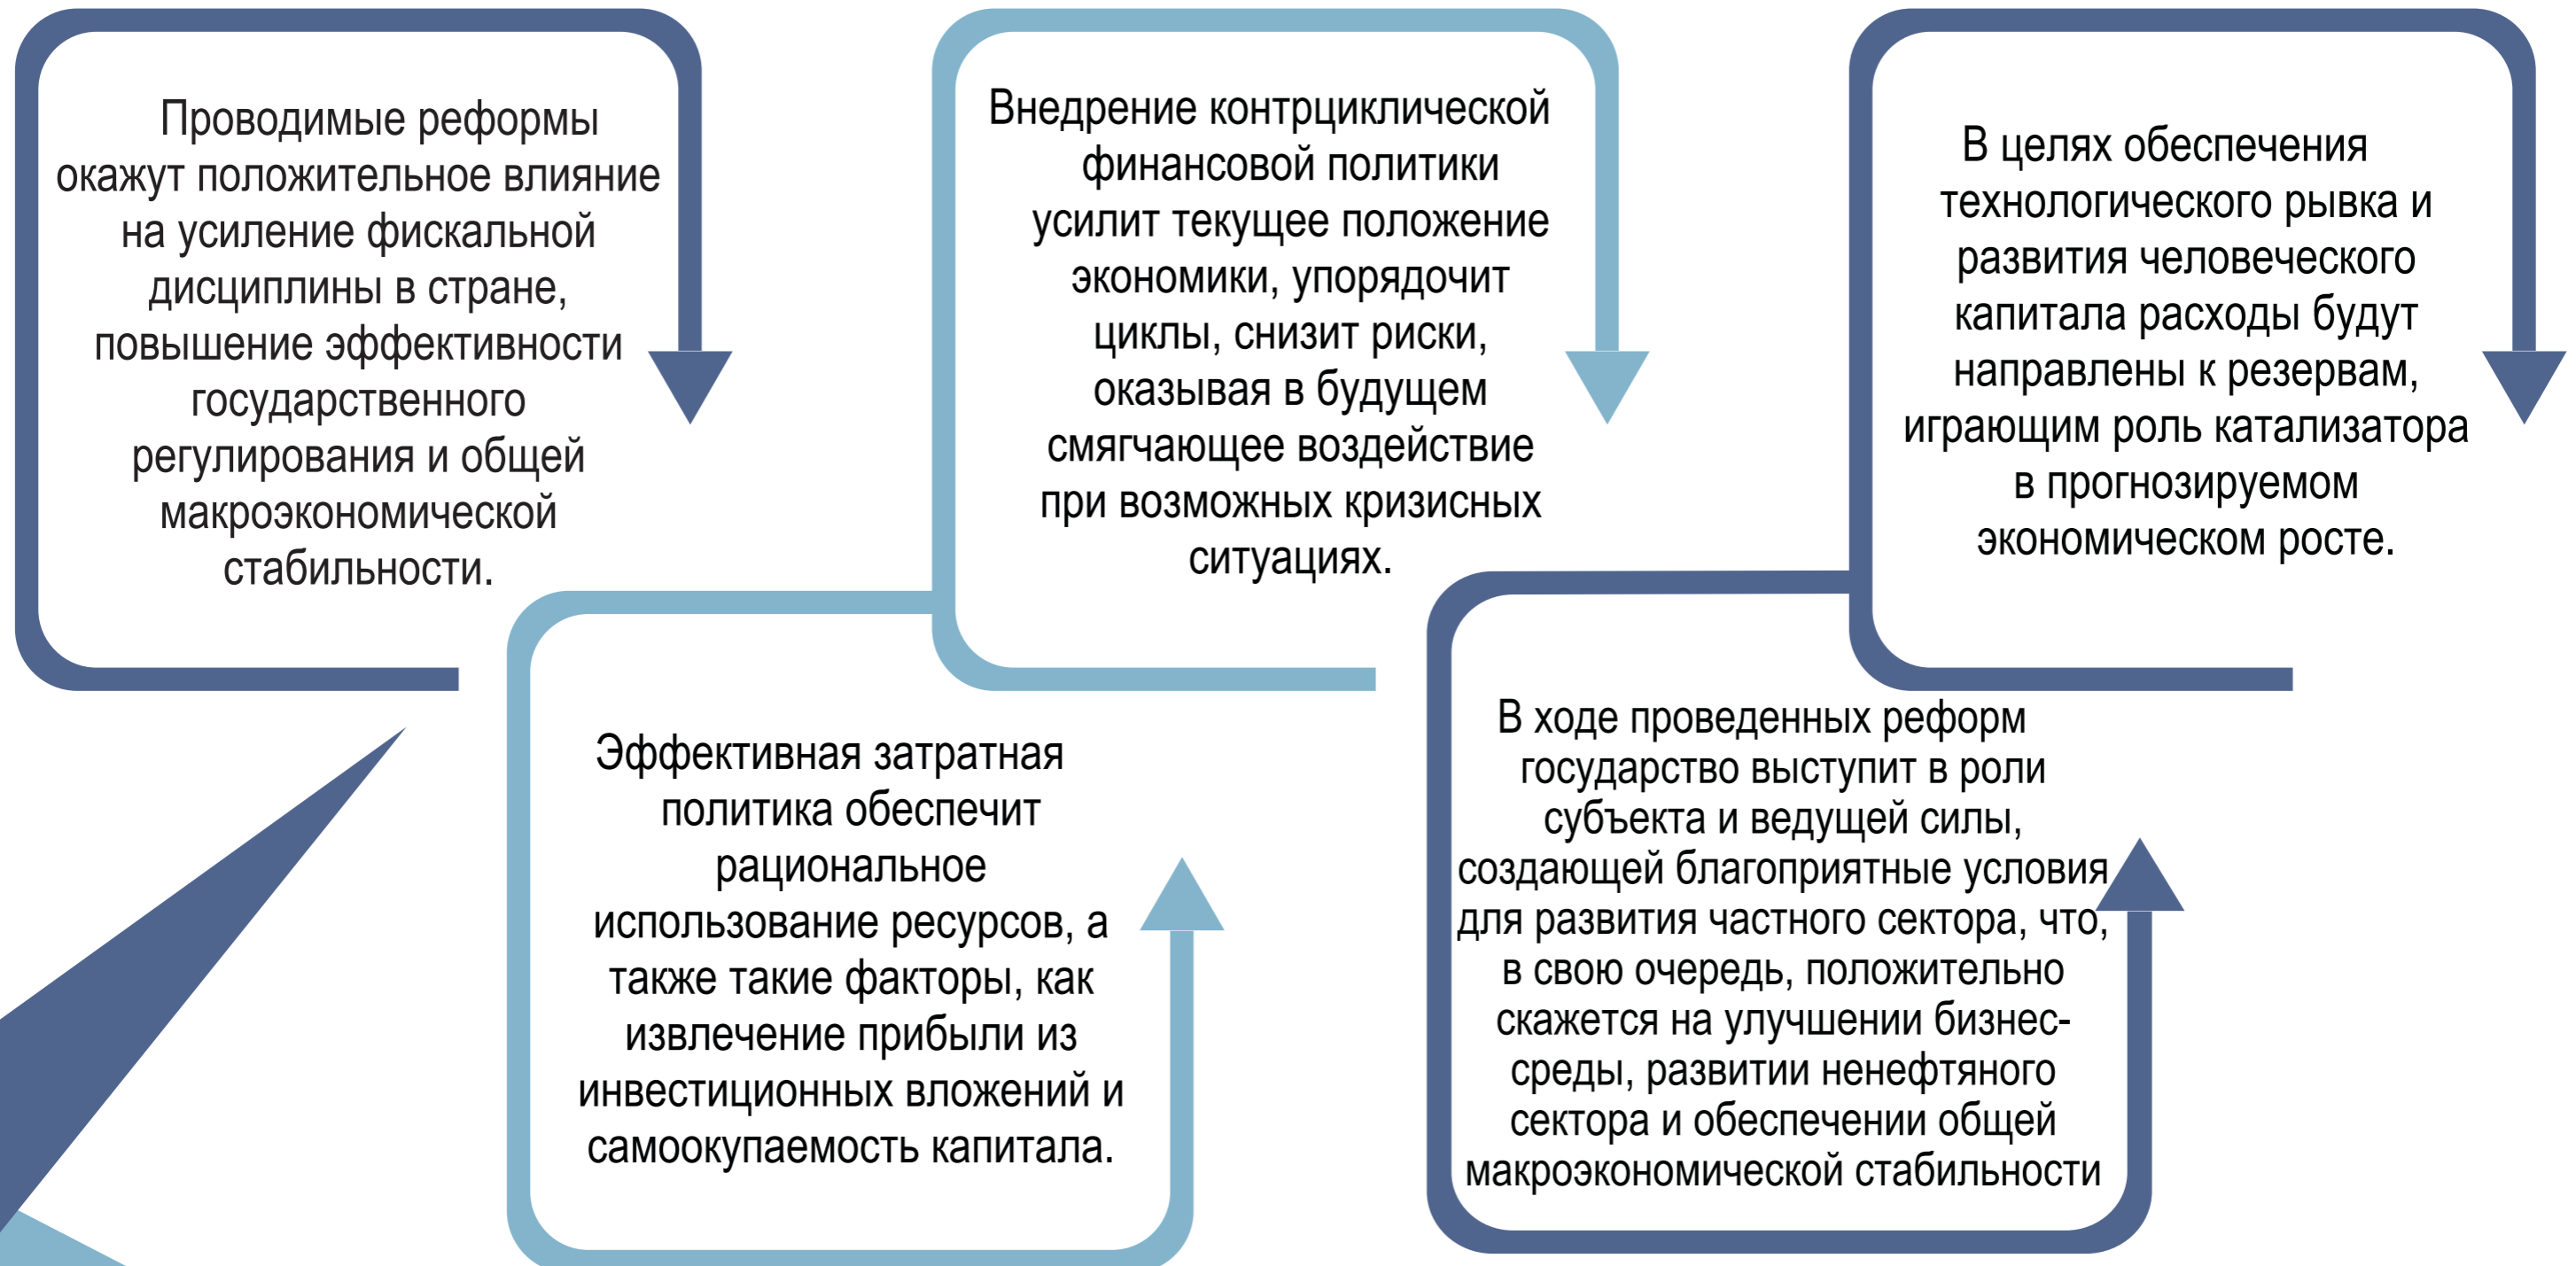 Проводимые реформы
окажут положительное влияние
на усиление фискальной
дисциплины в стране,
повышение эффективности
государственного
регулирования и общей
макроэкономической
стабильности.
Эффективная затратная
политика обеспечит
рациональное
использование ресурсов, а
также такие факторы, как
извлечение прибыли из
инвестиционных вложений и
самоокупаемость капитала.
Внедрение контрциклической
финансовой политики
усилит текущее положение
экономики, упорядочит
циклы, снизит риски,
оказывая в будущем
смягчающее воздействие
при возможных кризисных
ситуациях.
В ходе проведенных реформ
государство выступит в роли
субъекта и ведущей силы,
создающей благоприятные условия
для развития частного сектора, что,
в свою очередь, положительно
скажется на улучшении бизнес-
среды, развитии ненефтяного
сектора и обеспечении общей
макроэкономической стабильности
В целях обеспечения
технологического рывка и
развития человеческого
капитала расходы будут
направлены к резервам,
играющим роль катализатора
в прогнозируемом
экономическом росте.